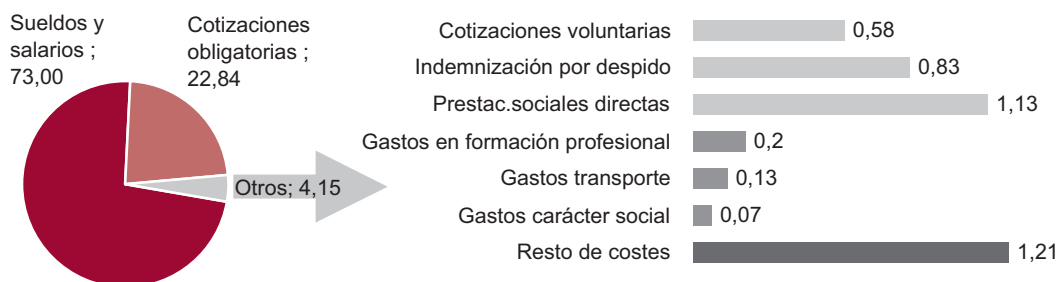 Sueldos y
salarios ;
73,00
Cotizaciones
obligatorias ;
22,84
Otros; 4,15
Cotizaciones voluntarias 0,58
Indemnización por despido 0,83
Prestac.sociales directas 1,13
Gastos en formación profesional 0,2
Gastos transporte 0,13
Gastos carácter social 0,07
Resto de costes 1,21